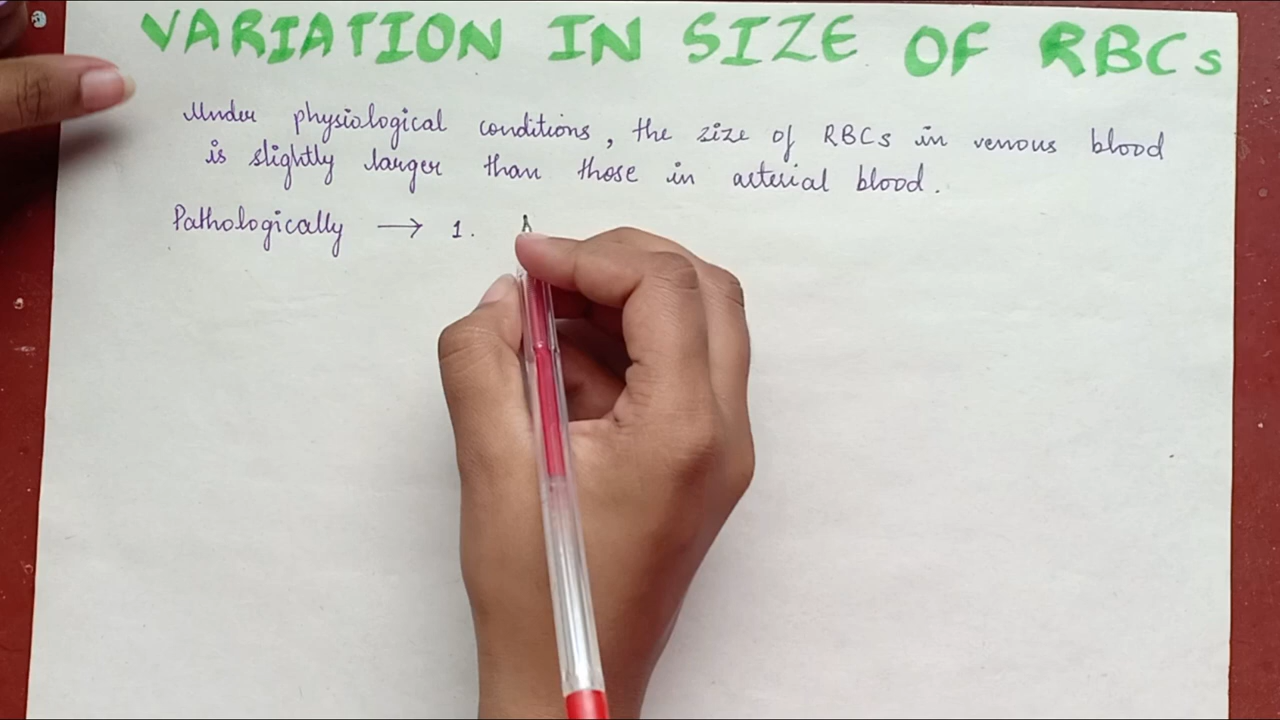 VARIATION IN SIZE OF RBCs
Under physiological conditions, the size of RBCs in venous blood
is slightly larger than those in arterial blood.
Pathologically → 1.